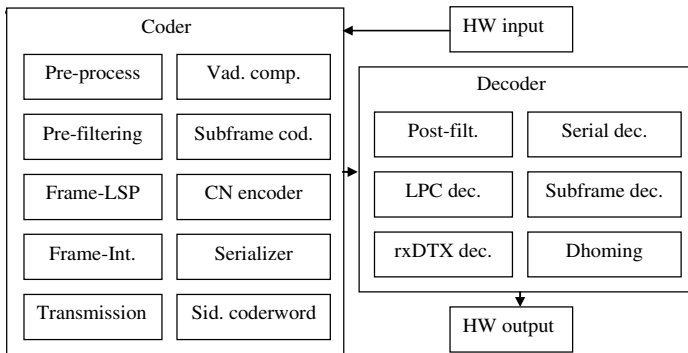 Coder
HW input
Pre-process
Vad. comp.
Pre-filtering
Subframe cod.
Frame-LSP
CN encoder
Frame-Int.
Serializer
Transmission
Sid. coderword
Decoder
Post-filt.
Serial dec.
LPC dec.
Subframe dec.
rxDTX dec.
Dhoming
HW output